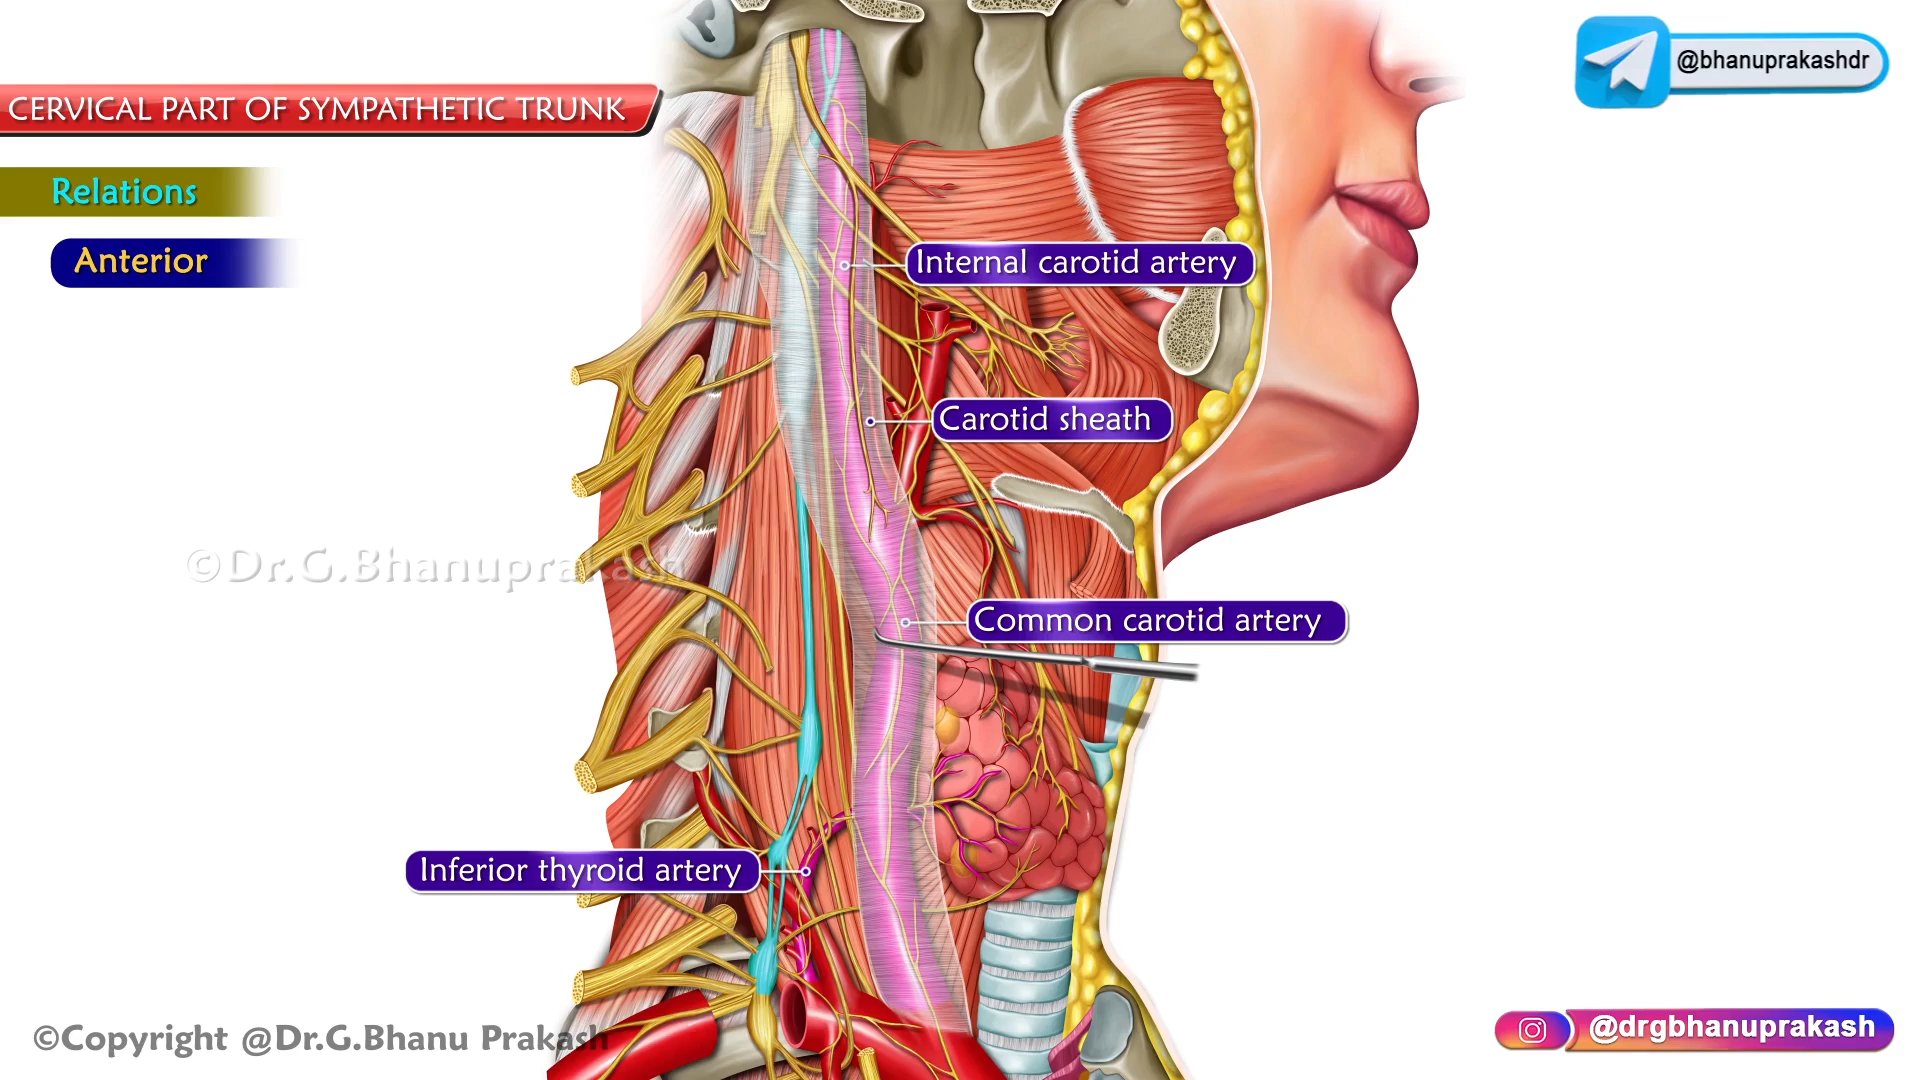 @bhanuprakashdr
CERVICAL PART OF SYMPATHETIC TRUNK
Relations
Anterior
Internal carotid artery
Carotid sheath
©Dr.G.Bhanuprakash
Common carotid artery
Inferior thyroid artery
©Copyright @Dr.G.Bhanu Prakash
@drgbhanuprakash